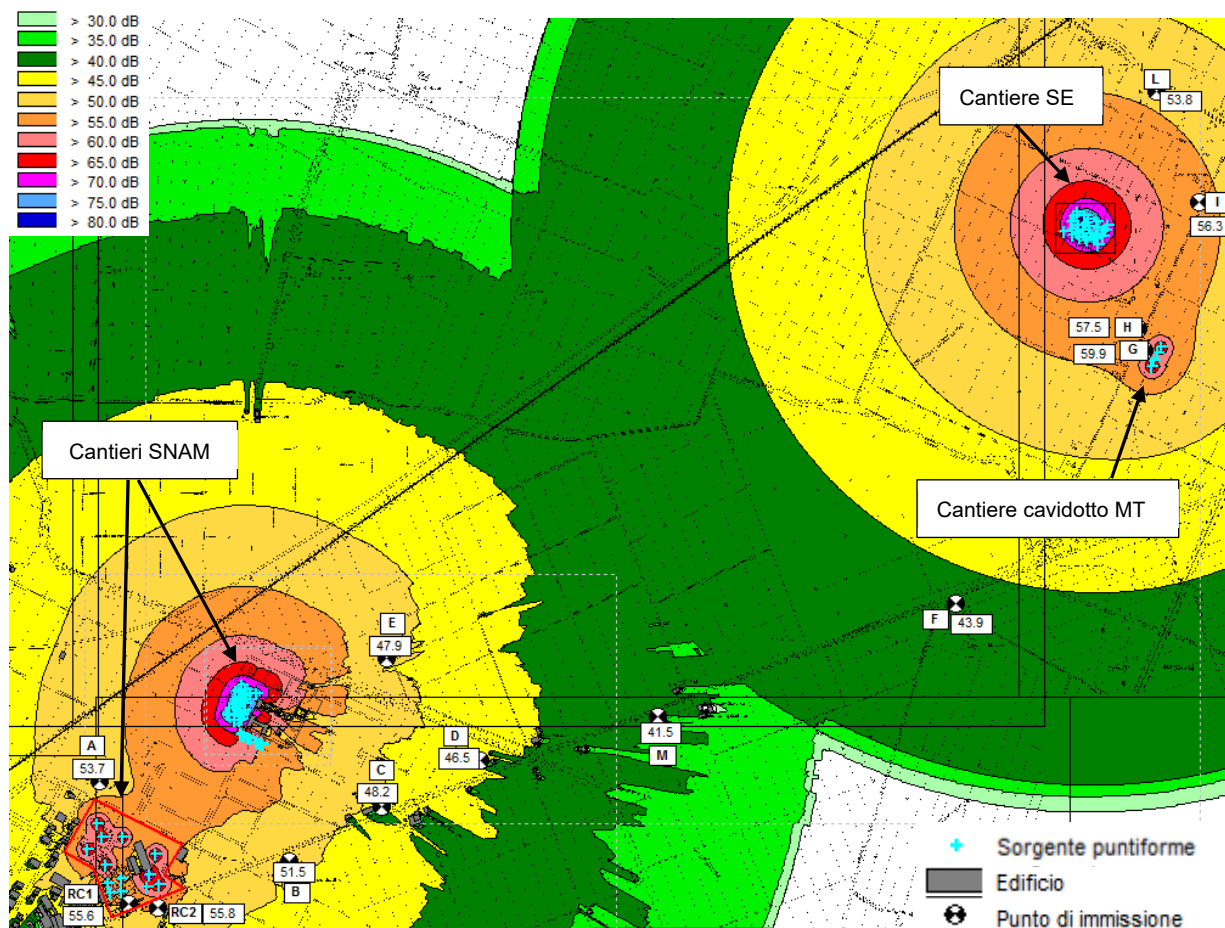 > 30.0 dB
> 35.0 dB
> 40.0 dB
> 45.0 dB
> 50.0 dB
> 55.0 dB
> 60.0 dB
> 65.0 dB
> 70.0 dB
> 75.0 dB
> 80.0 dB
Cantiere SE
L
53.8
I
56.3
57.5 H
59.9 G
Cantieri SNAM
Cantiere cavidotto MT
E
47.9
F
43.9
A
53.7
D
46.5
41.5
M
C
48.2
51.5
B
RC1
55.6
RC2 55.8
Sorgente puntiforme
Edificio
Punto di immissione